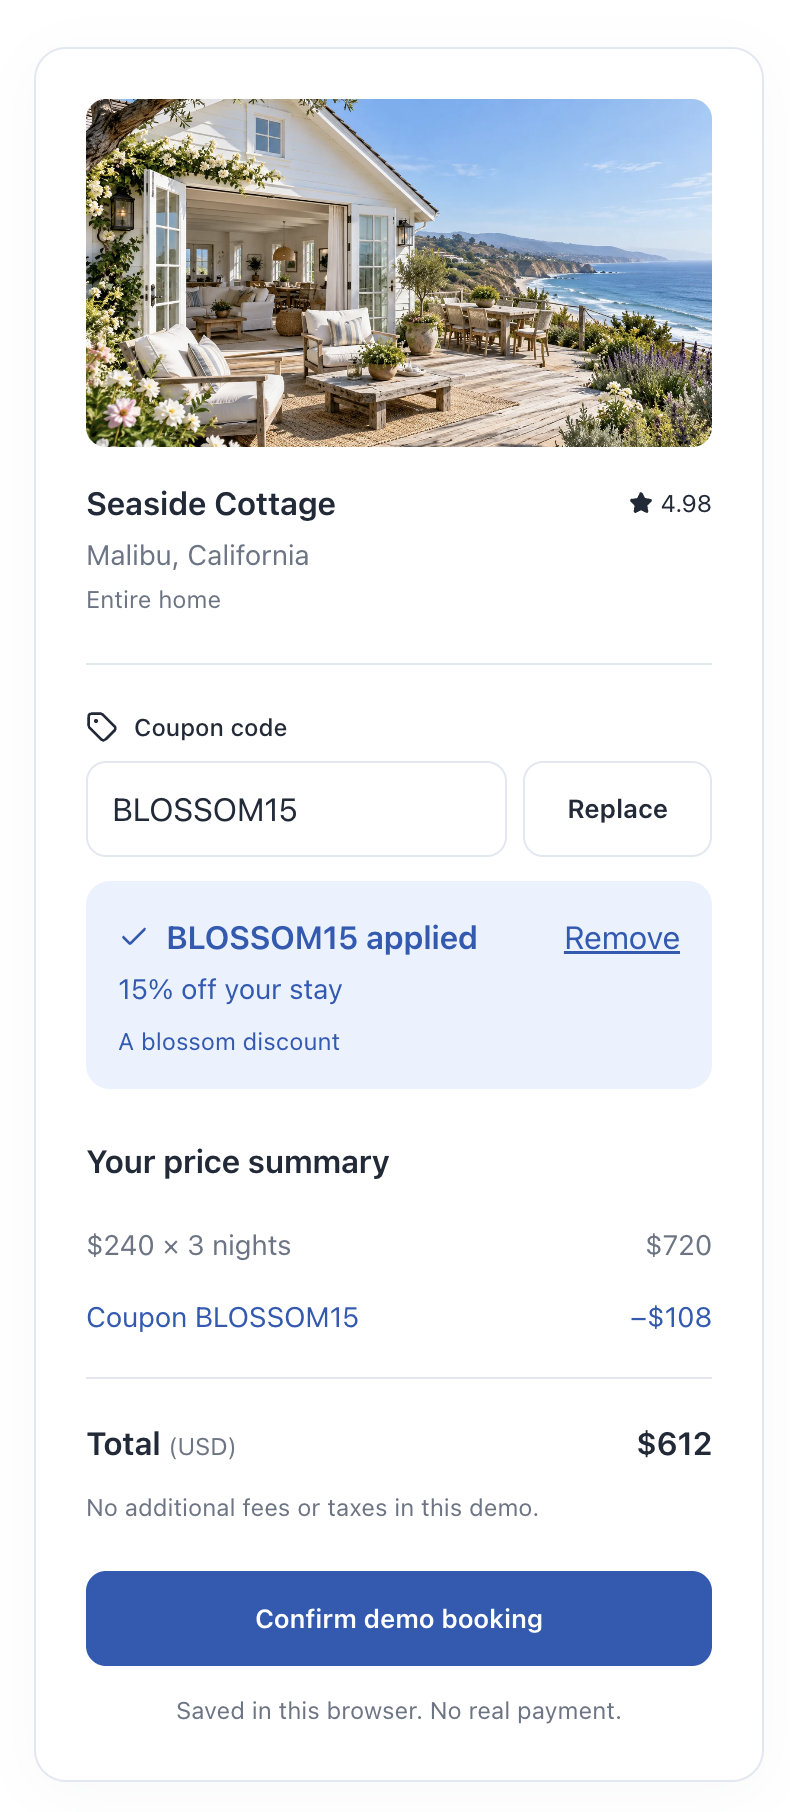 Seaside Cottage
4.98
Malibu, California
Entire home
Coupon code
BLOSSOM15
Replace
BLOSSOM15 applied
Remove
15% off your stay
A blossom discount
Your price summary
$240 × 3 nights
$720
Coupon BLOSSOM15
−$108
Total (USD)
$612
No additional fees or taxes in this demo.
Confirm demo booking
Saved in this browser. No real payment.